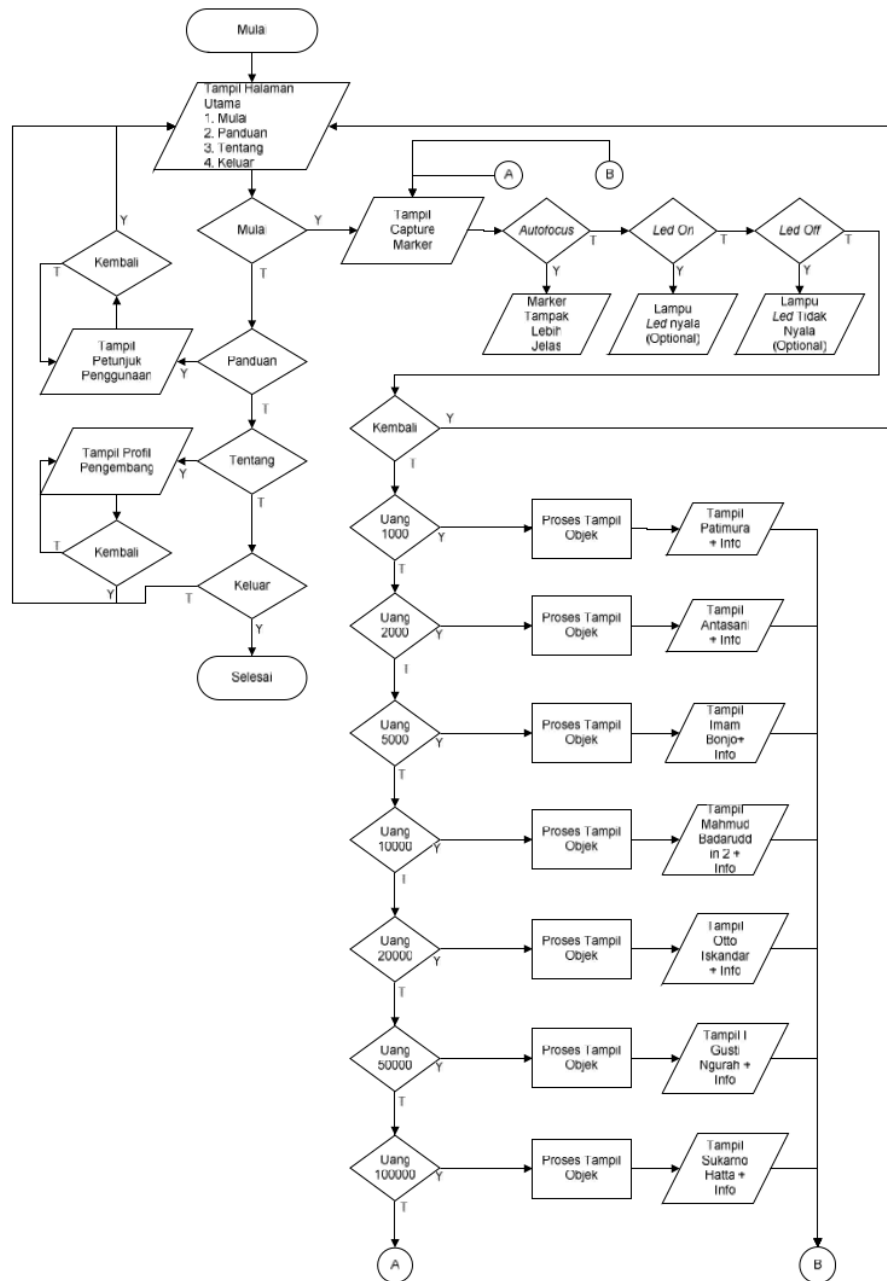 Mulai
Tampil Halaman
Utama
1. Mulai
2. Panduan
3. Tentang
4. Keluar
A
B
Mulai
Y
T
Tampil
Capture
Marker
Autofocus
T
Y
Led On
T
Y
Led Off
T
Y
Marker
Tampak
Lebih
Jelas
Lampu
Led nyala
(Optional)
Lampu
Led Tidak
Nyala
(Optional)
Y
Kembali
T
Tampil
Petunjuk
Penggunaan
Y
Panduan
T
Tampil Profil
Pengembang
Y
Tentang
T
Kembali
T
Y
Keluar
T
Y
Selesai
Kembali
Y
T
Uang
1000
Y
T
Proses Tampil
Objek
Tampil
Patimura
+ Info
Uang
2000
Y
T
Proses Tampil
Objek
Tampil
Antasari
+ Info
Uang
5000
Y
T
Proses Tampil
Objek
Tampil
Imam
Bonjo+
Info
Uang
10000
Y
T
Proses Tampil
Objek
Tampil
Mahmud
Badarudd
in 2 +
Info
Uang
20000
Y
T
Proses Tampil
Objek
Tampil
Otto
Iskandar
+ Info
Uang
50000
Y
T
Proses Tampil
Objek
Tampil I
Gusti
Ngurah +
Info
Uang
100000
Y
T
Proses Tampil
Objek
Tampil
Sukarno
Hatta +
Info
A
B